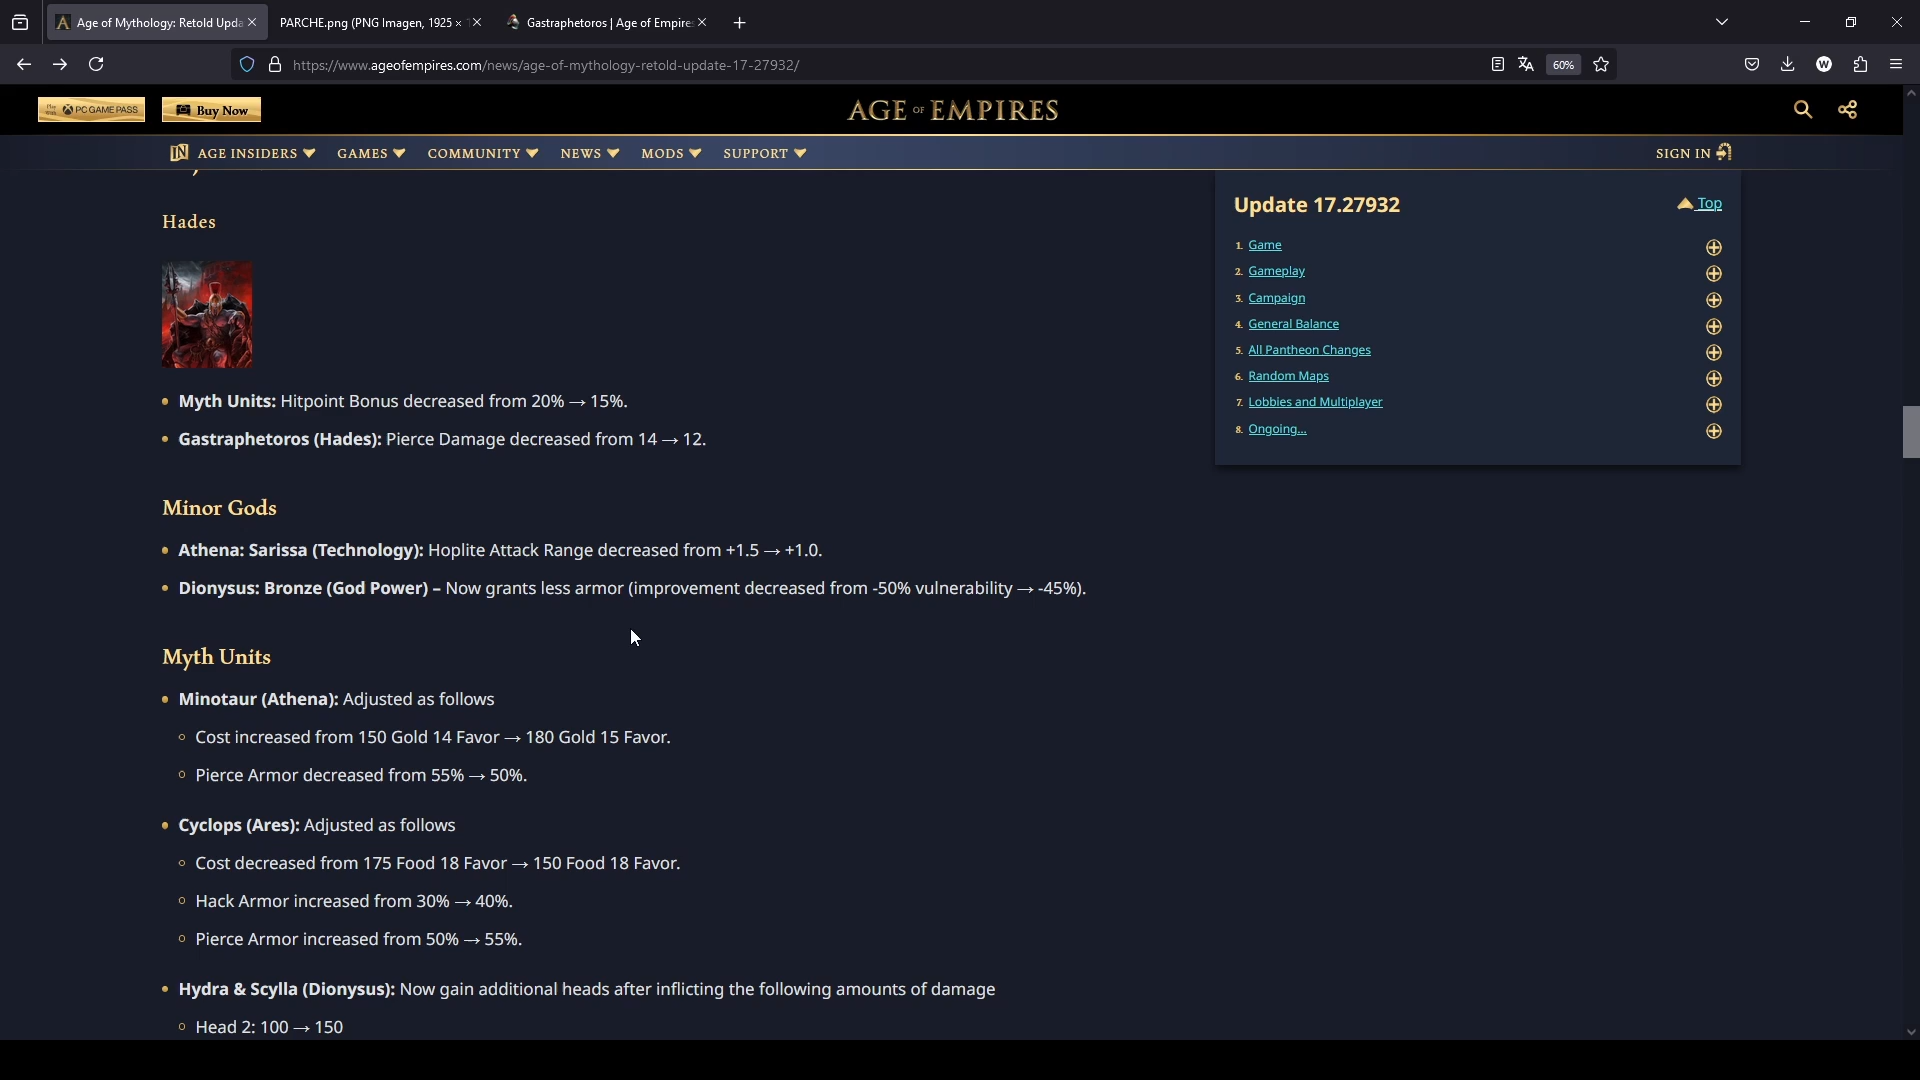 Age of Mythology: Retold Upda
PARCHE.png (PNG Imagen, 1925 ×
Gastraphetoros | Age of Empires
https://www.ageofempires.com/news/age-of-mythology-retold-update-17-27932/
60%
W
Play With PC GAME PASS
Buy Now
AGE OF EMPIRES
AGE INSIDERS
GAMES
COMMUNITY
NEWS
MODS
SUPPORT
SIGN IN
Hades
• Myth Units: Hitpoint Bonus decreased from 20% → 15%.
• Gastraphetoros (Hades): Pierce Damage decreased from 14 → 12.
Minor Gods
• Athena: Sarissa (Technology): Hoplite Attack Range decreased from +1.5 → +1.0.
• Dionysus: Bronze (God Power) – Now grants less armor (improvement decreased from -50% vulnerability → -45%).
Myth Units
• Minotaur (Athena): Adjusted as follows
○ Cost increased from 150 Gold 14 Favor → 180 Gold 15 Favor.
○ Pierce Armor decreased from 55% → 50%.
• Cyclops (Ares): Adjusted as follows
○ Cost decreased from 175 Food 18 Favor → 150 Food 18 Favor.
○ Hack Armor increased from 30% → 40%.
○ Pierce Armor increased from 50% → 55%.
• Hydra & Scylla (Dionysus): Now gain additional heads after inflicting the following amounts of damage
○ Head 2: 100 → 150
Update 17.27932
Top
1. Game
2. Gameplay
3. Campaign
4. General Balance
5. All Pantheon Changes
6. Random Maps
7. Lobbies and Multiplayer
8. Ongoing...